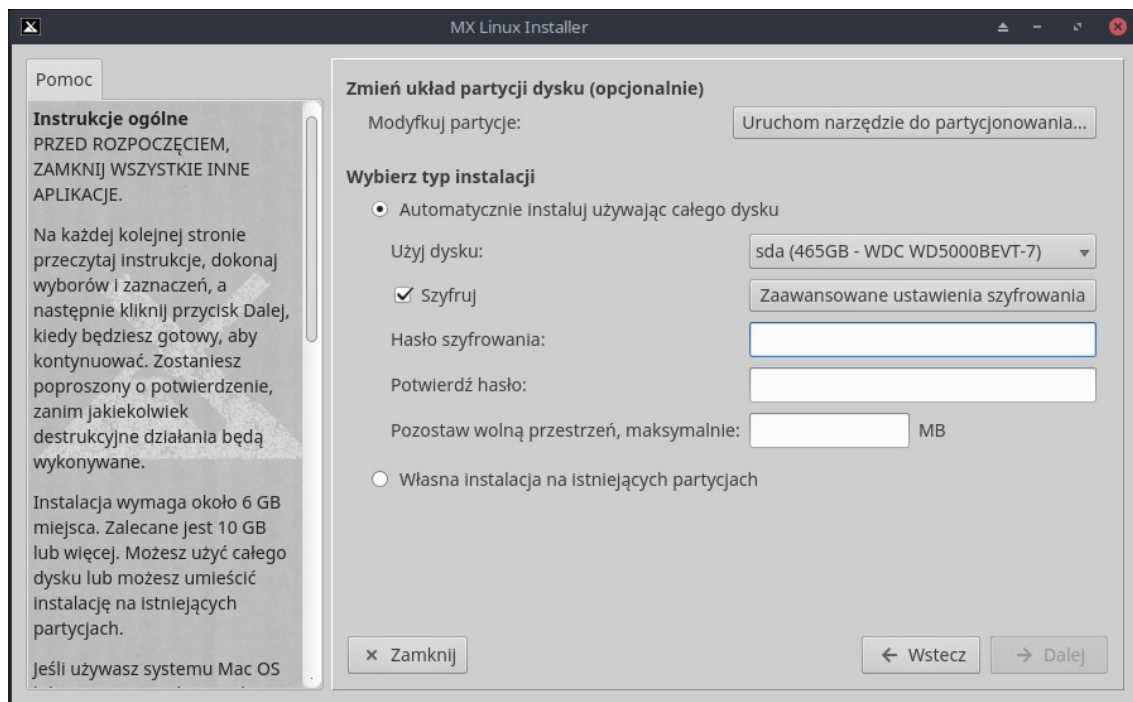 MX Linux Installer
Pomoc
Instrukcje ogólne
PRZED ROZPOCZĘCIEM,
ZAMKNIJ WSZYSTKIE INNE
APLIKACJE.
Na każdej kolejnej stronie
przeczytaj instrukcje, dokonaj
wyborów i zaznaczeń, a
następnie kliknij przycisk Dalej,
kiedy będziesz gotowy, aby
kontynuować. Zostaniesz
poproszony o potwierdzenie,
zanim jakiekolwiek
destrukcyjne działania będą
wykonywane.
Instalacja wymaga około 6 GB
miejsca. Zalecane jest 10 GB
lub więcej. Możesz użyć całego
dysku lub możesz umieścić
instalację na istniejących
partycjach.
Jeśli używasz systemu Mac OS
Zmień układ partycji dysku (opcjonalnie)
Modyfkuj partycje:
Uruchom narzędzie do partycjonowania...
Wybierz typ instalacji
Automatycznie instaluj używając całego dysku
Użyj dysku:
sda (465GB - WDC WD5000BEVT-7)
Szyfruj
Zaawansowane ustawienia szyfrowania
Hasło szyfrowania:
Potwierdź hasło:
Pozostaw wolną przestrzeń, maksymalnie:
MB
Własna instalacja na istniejących partycjach
Zamknij
Wstecz
Dalej